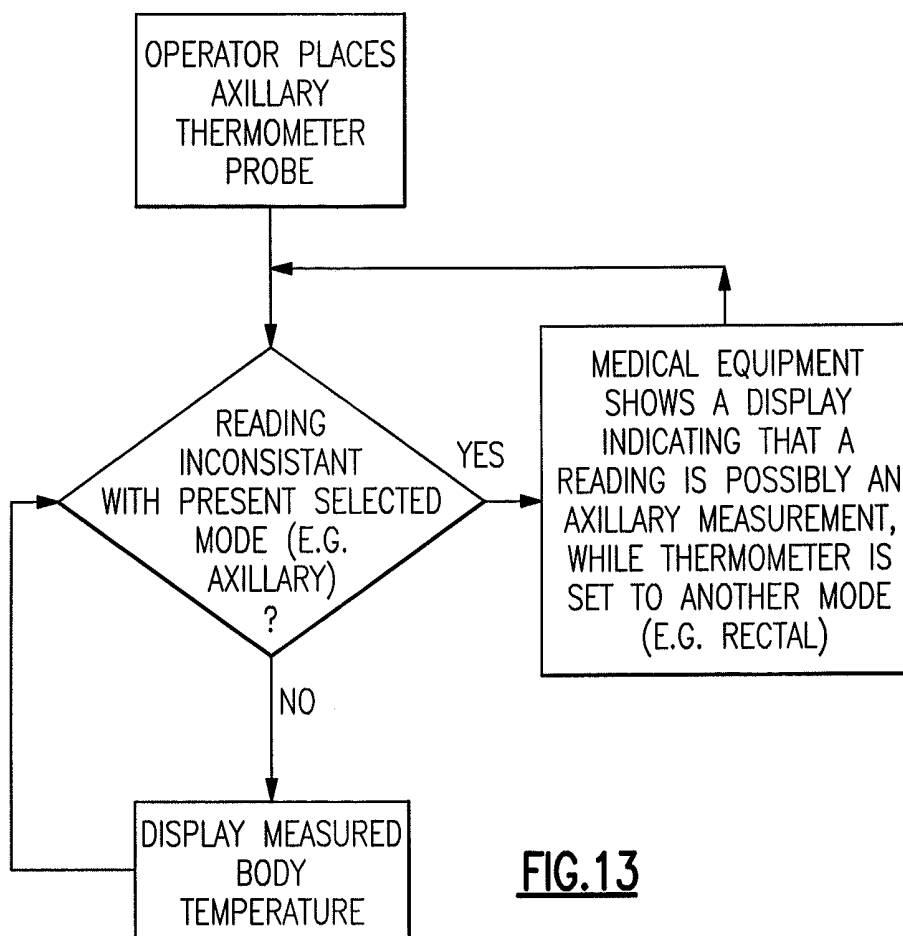 OPERATOR PLACES
AXILLARY
THERMOMETER
PROBE
READING
INCONSISTANT
WITH PRESENT SELECTED
MODE (E.G.
AXILLARY)
?
YES
MEDICAL EQUIPMENT
SHOWS A DISPLAY
INDICATING THAT A
READING IS POSSIBLY AN
AXILLARY MEASUREMENT,
WHILE THERMOMETER IS
SET TO ANOTHER MODE
(E.G. RECTAL)
NO
DISPLAY MEASURED
BODY
TEMPERATURE
FIG.13